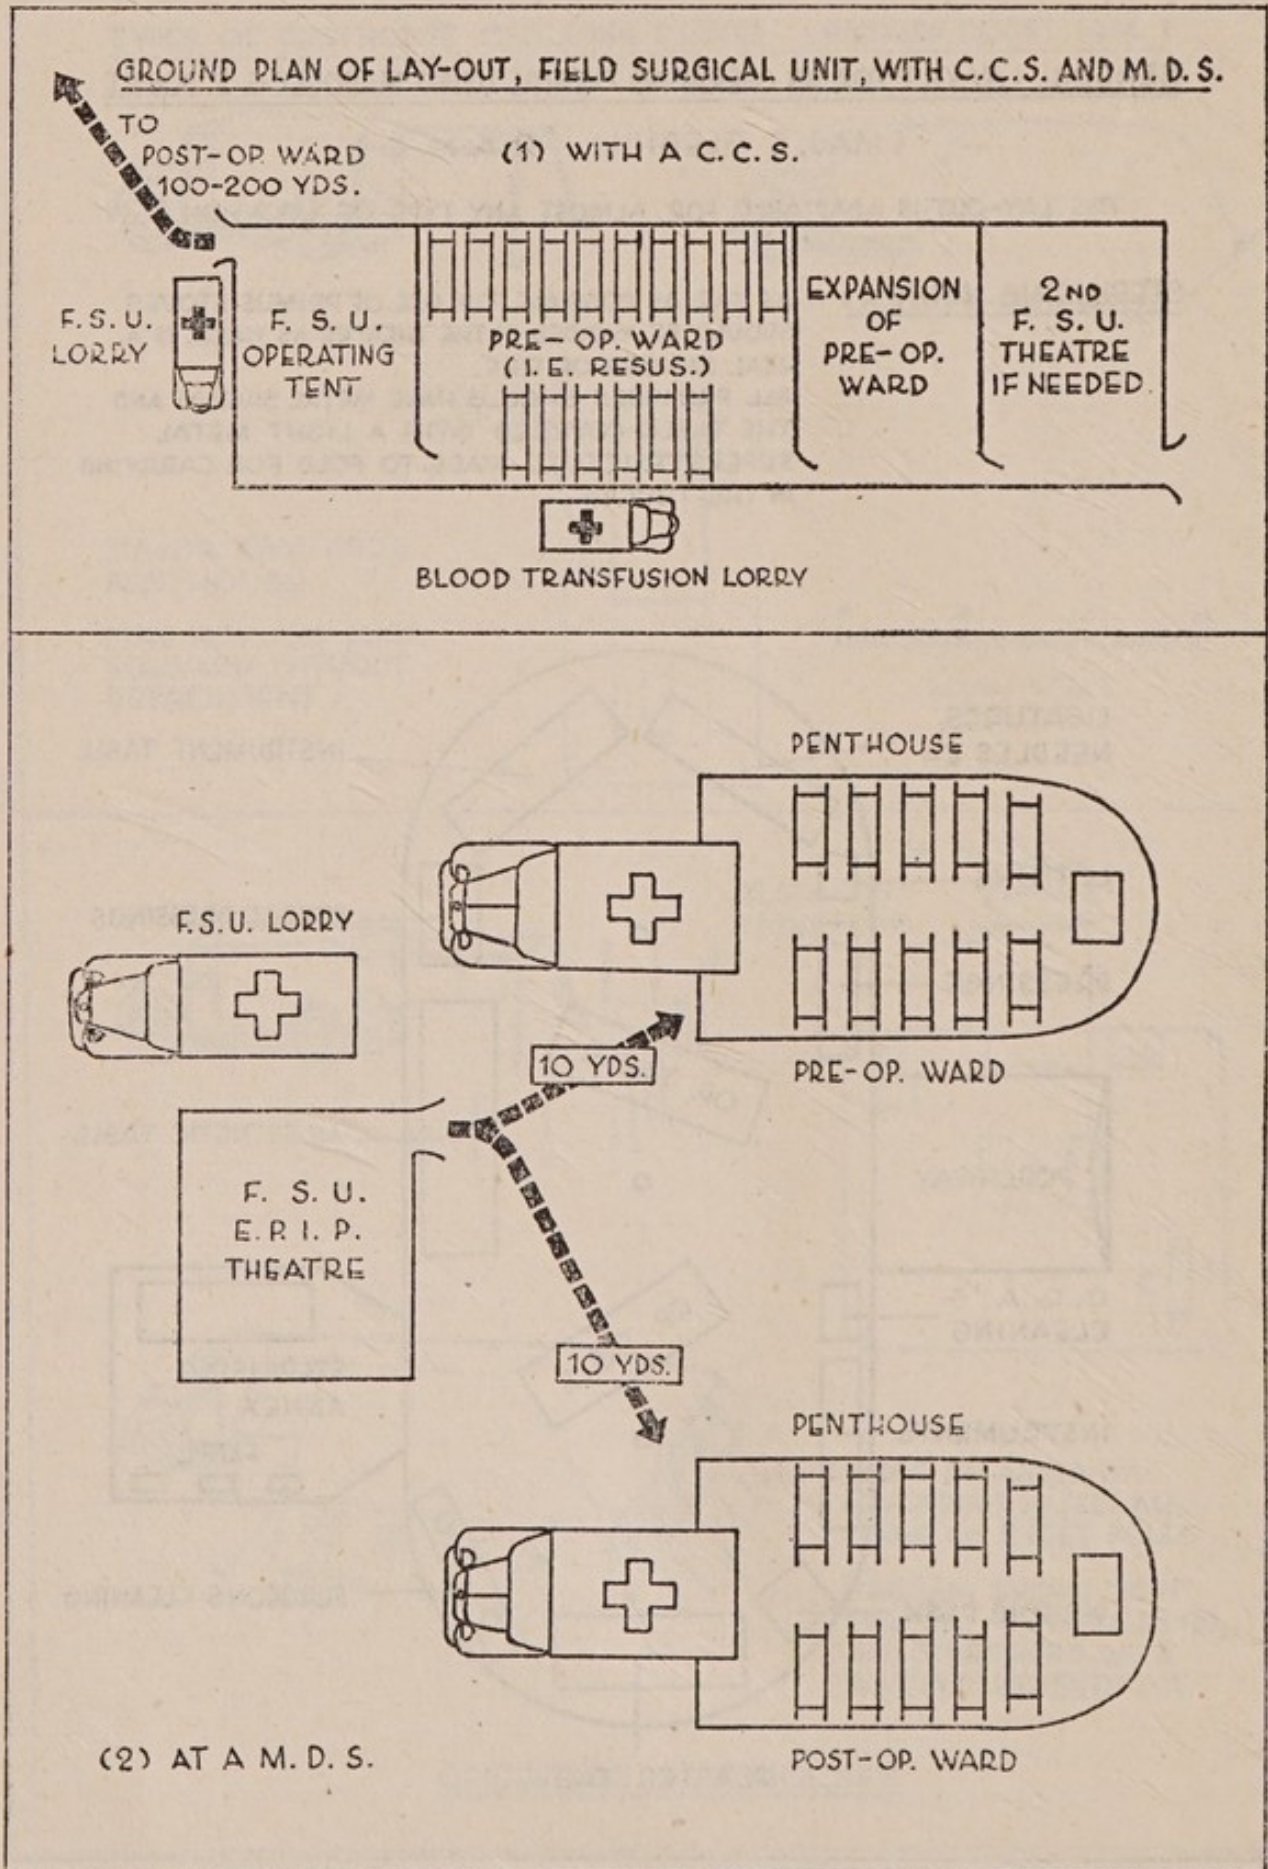 GROUND PLAN OF LAY-OUT, FIELD SURGICAL UNIT, WITH C.C.S. AND M.D.S.
TO
POST-OP. WARD
100-200 YDS.
(1) WITH A C.C.S.
F.S.U.
LORRY
F. S. U.
OPERATING
TENT
PRE-OP. WARD
(I.E. RESUS.)
EXPANSION
OF
PRE-OP.
WARD
2ND
F. S. U.
THEATRE
IF NEEDED.
BLOOD TRANSFUSION LORRY
PENTHOUSE
F.S.U. LORRY
10 YDS.
PRE-OP. WARD
F. S. U.
E.P.I.P.
THEATRE
10 YDS.
PENTHOUSE
(2) AT A M.D.S.
POST-OP. WARD